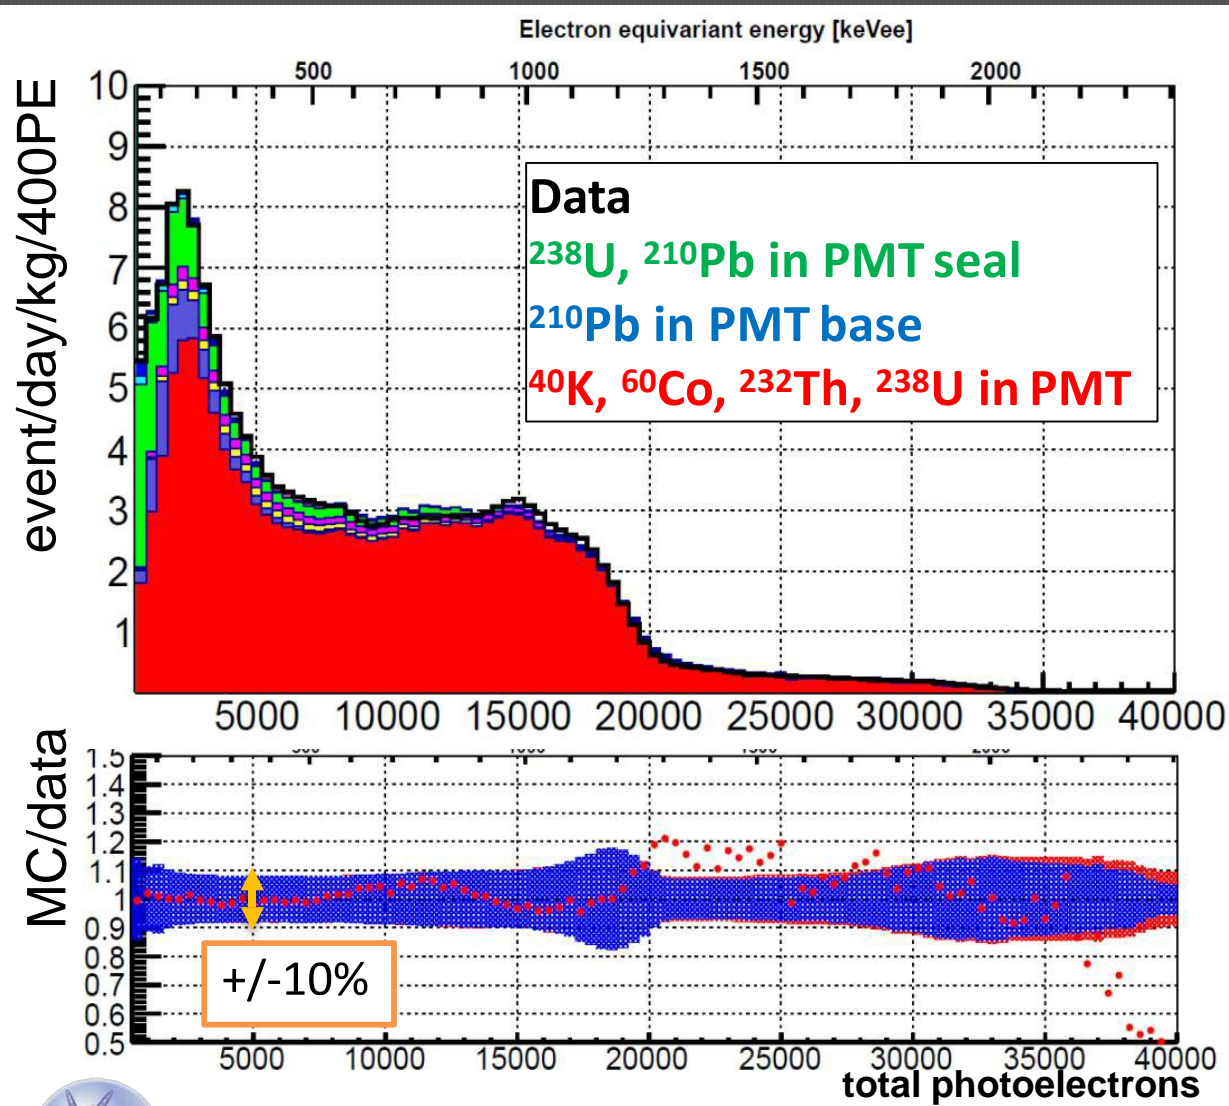 Electron equivariant energy [keVee]
500 1000 1500 2000
event/day/kg/400PE
10
9
8
7
6
5
4
3
2
1
Data
²³⁸U, ²¹⁰Pb in PMT seal
²¹⁰Pb in PMT base
⁴⁰K, ⁶⁰Co, ²³²Th, ²³⁸U in PMT
5000 10000 15000 20000 25000 30000 35000 40000
MC/data
1.5
1.4
1.3
1.2
1.1
1
0.9
0.8
0.7
0.6
0.5
+/-10%
5000 10000 15000 20000 25000 30000 35000 40000
total photoelectrons